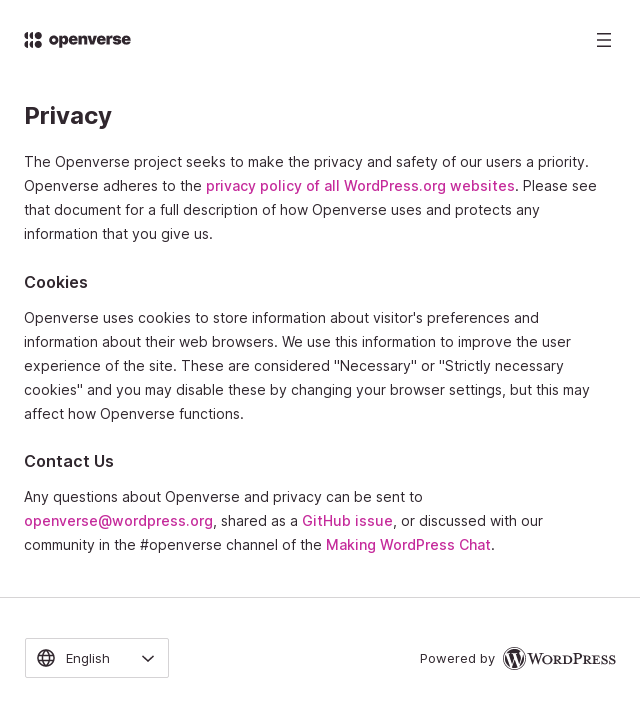 openverse
Privacy
The Openverse project seeks to make the privacy and safety of our users a priority.
Openverse adheres to the privacy policy of all WordPress.org websites. Please see
that document for a full description of how Openverse uses and protects any
information that you give us.
Cookies
Openverse uses cookies to store information about visitor's preferences and
information about their web browsers. We use this information to improve the user
experience of the site. These are considered "Necessary" or "Strictly necessary
cookies" and you may disable these by changing your browser settings, but this may
affect how Openverse functions.
Contact Us
Any questions about Openverse and privacy can be sent to
openverse@wordpress.org, shared as a GitHub issue, or discussed with our
community in the #openverse channel of the Making WordPress Chat.
English
Powered by WordPress